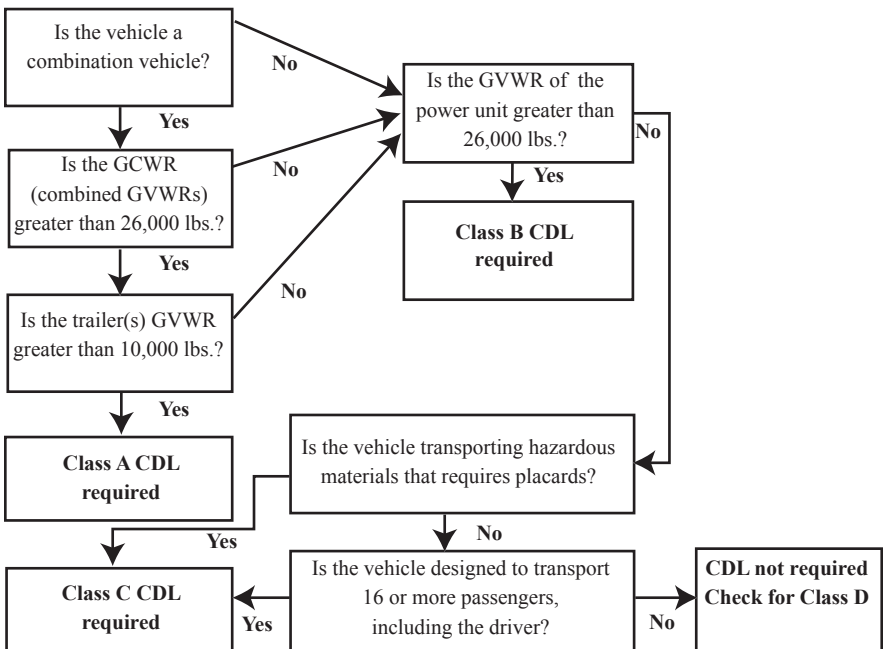 Is the vehicle a
combination vehicle?
No
Yes
Is the GVWR of the
power unit greater than
26,000 lbs.?
No
Yes
Class B CDL
required
Is the GCWR
(combined GVWRs)
greater than 26,000 lbs.?
No
Yes
Is the trailer(s) GVWR
greater than 10,000 lbs.?
No
Yes
Class A CDL
required
Is the vehicle transporting hazardous
materials that requires placards?
Yes
No
Class C CDL
required
Is the vehicle designed to transport
16 or more passengers,
including the driver?
Yes
No
CDL not required
Check for Class D